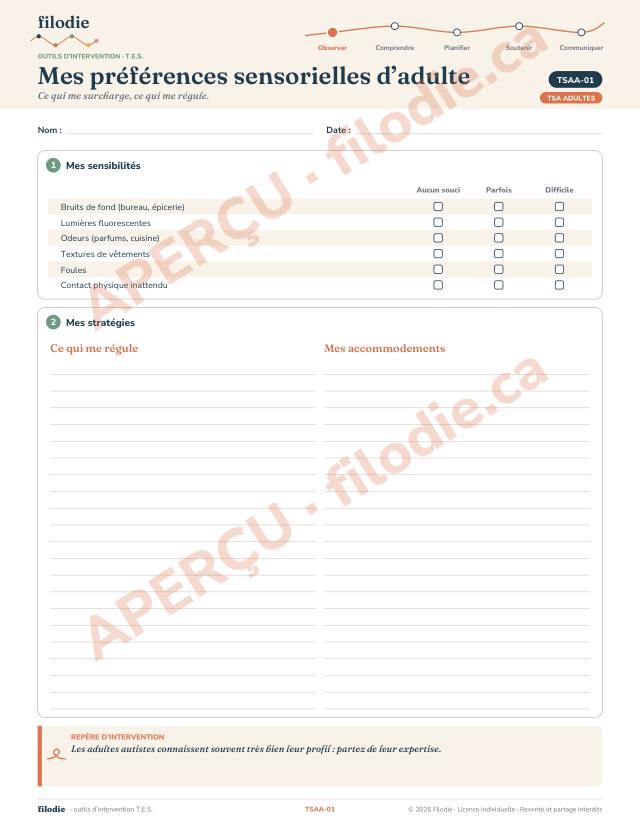 filodie
OUTILS D'INTERVENTION · T.E.S.
Observer Comprendre Planifier Soutenir Communiquer
Mes préférences sensorielles d'adulte
Ce qui me surcharge, ce qui me régule.
TSAA-01
TSA ADULTES
Nom :
Date :
1 Mes sensibilités
Aucun souci Parfois Difficile
Bruits de fond (bureau, épicerie)
Lumières fluorescentes
Odeurs (parfums, cuisine)
Textures de vêtements
Foules
Contact physique inattendu
2 Mes stratégies
Ce qui me régule
Mes accommodements
APERÇU · filodie.ca
APERÇU · filodie.ca
REPÈRE D'INTERVENTION
Les adultes autistes connaissent souvent très bien leur profil : partez de leur expertise.
filodie · outils d'intervention T.E.S.
TSAA-01
© 2026 Filodie · Licence individuelle · Revente et partage interdits